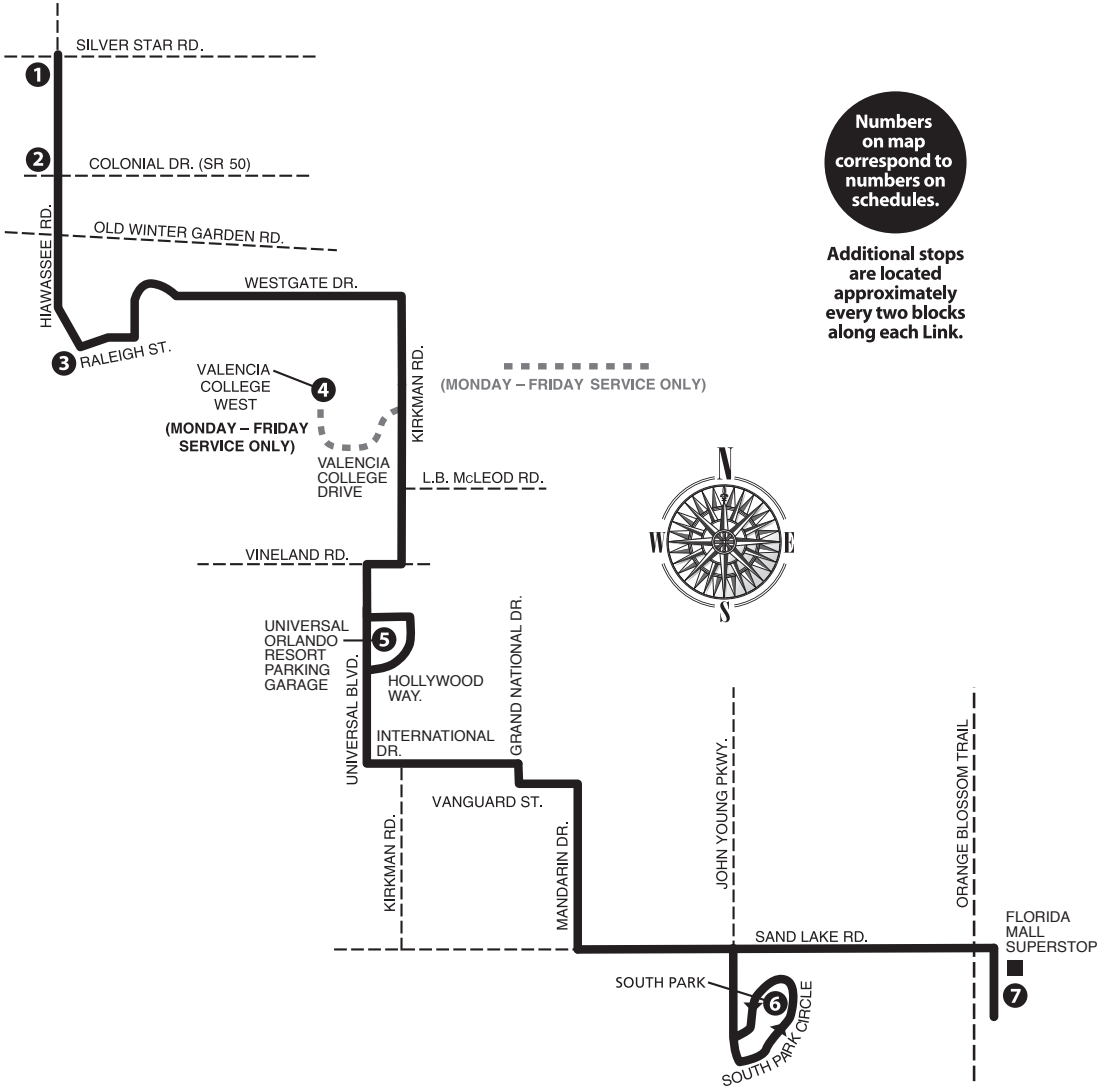 SILVER STAR RD.
1
2
COLONIAL DR. (SR 50)
OLD WINTER GARDEN RD.
HIAWASSEE RD.
WESTGATE DR.
3
RALEIGH ST.
Numbers
on map
correspond to
numbers on
schedules.
Additional stops
are located
approximately
every two blocks
along each Link.
VALENCIA
COLLEGE
WEST
4
(MONDAY – FRIDAY
SERVICE ONLY)
KIRKMAN RD.
(MONDAY – FRIDAY SERVICE ONLY)
VALENCIA
COLLEGE
DRIVE
L.B. McLEOD RD.
N
W
E
S
VINELAND RD.
UNIVERSAL
ORLANDO
RESORT
PARKING
GARAGE
5
HOLLYWOOD
WAY.
UNIVERSAL BLVD.
INTERNATIONAL
DR.
GRAND NATIONAL DR.
VANGUARD ST.
KIRKMAN RD.
MANDARIN DR.
JOHN YOUNG PKWY.
ORANGE BLOSSOM TRAIL
SAND LAKE RD.
FLORIDA
MALL
SUPERSTOP
7
SOUTH PARK
6
SOUTH PARK CIRCLE